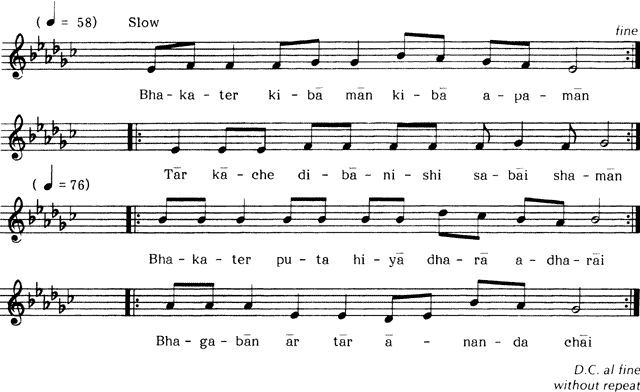 ( ♩ = 58) Slow
fine
Bha - ka - ter ki - bā mān ki - bā a - pa - mān
Tār kā - che di - bā - ni - shi sa - bāi sha - mān
( ♩ = 76)
Bha - ka - ter pu - ta hi - yā dha - rā a - dha - rāi
Bha - ga - bān ār tār ā - nan - da chāi
D.C. al fine
without repeat